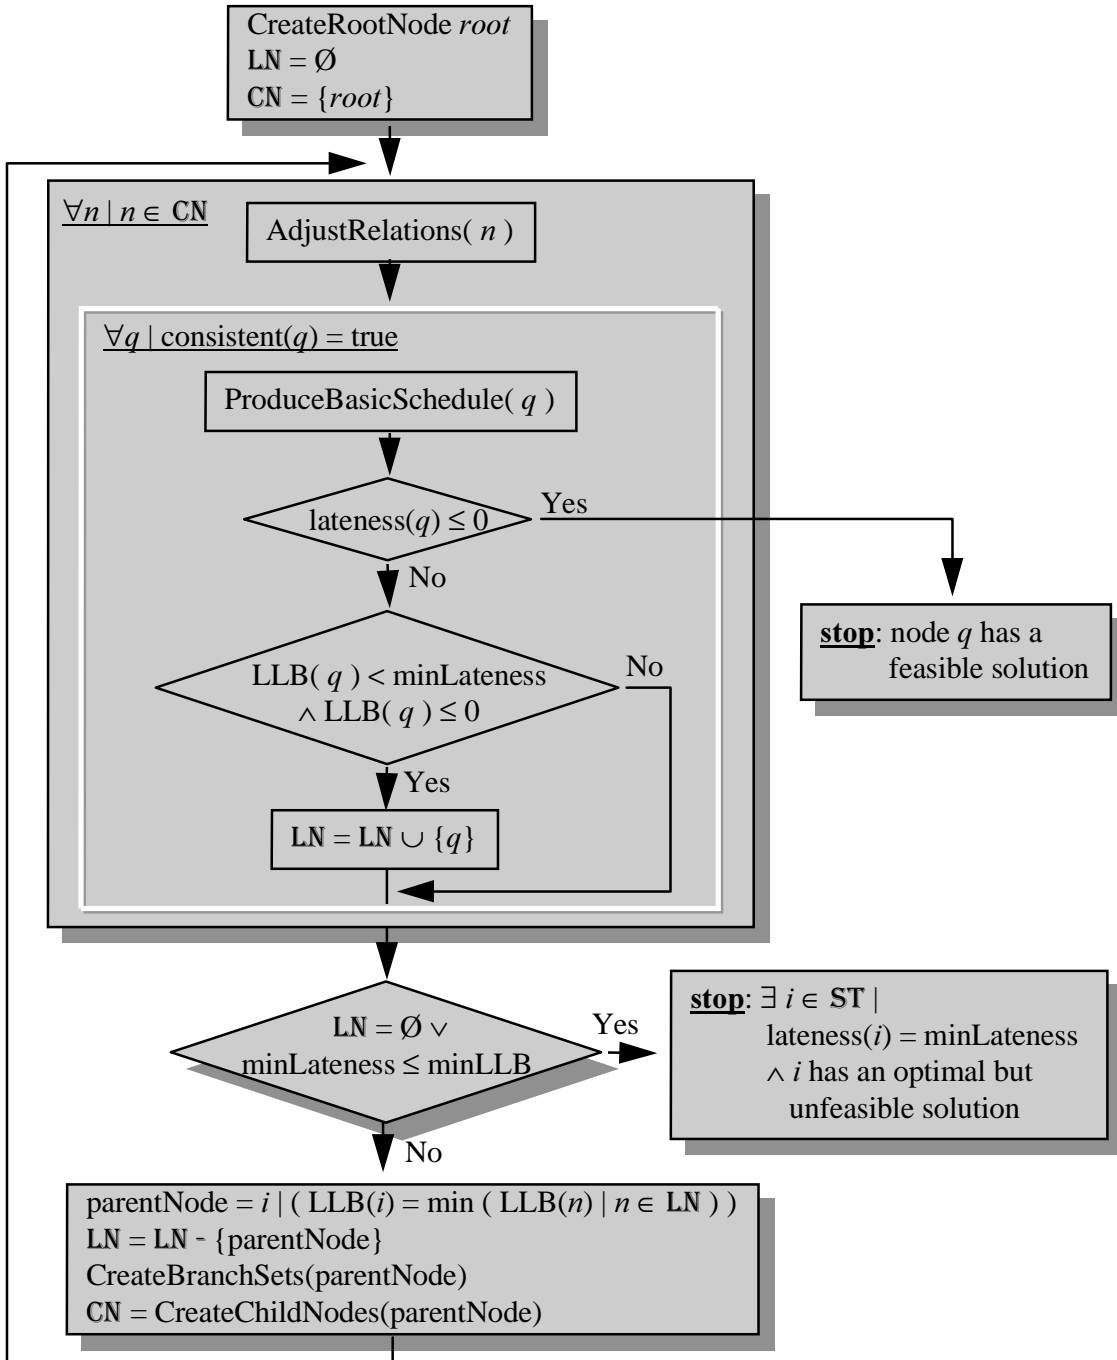 CreateRootNode root
LN = Ø
CN = {root}
∀n | n ∈ CN
AdjustRelations( n )
∀q | consistent(q) = true
ProduceBasicSchedule( q )
lateness(q) ≤ 0
Yes
No
stop: node q has a
feasible solution
LLB( q ) < minLateness
∧ LLB( q ) ≤ 0
No
Yes
LN = LN ∪ {q}
LN = Ø ∨
minLateness ≤ minLLB
Yes
stop: ∃ i ∈ ST |
lateness(i) = minLateness
∧ i has an optimal but
unfeasible solution
No
parentNode = i | ( LLB(i) = min ( LLB(n) | n ∈ LN ) )
LN = LN - {parentNode}
CreateBranchSets(parentNode)
CN = CreateChildNodes(parentNode)